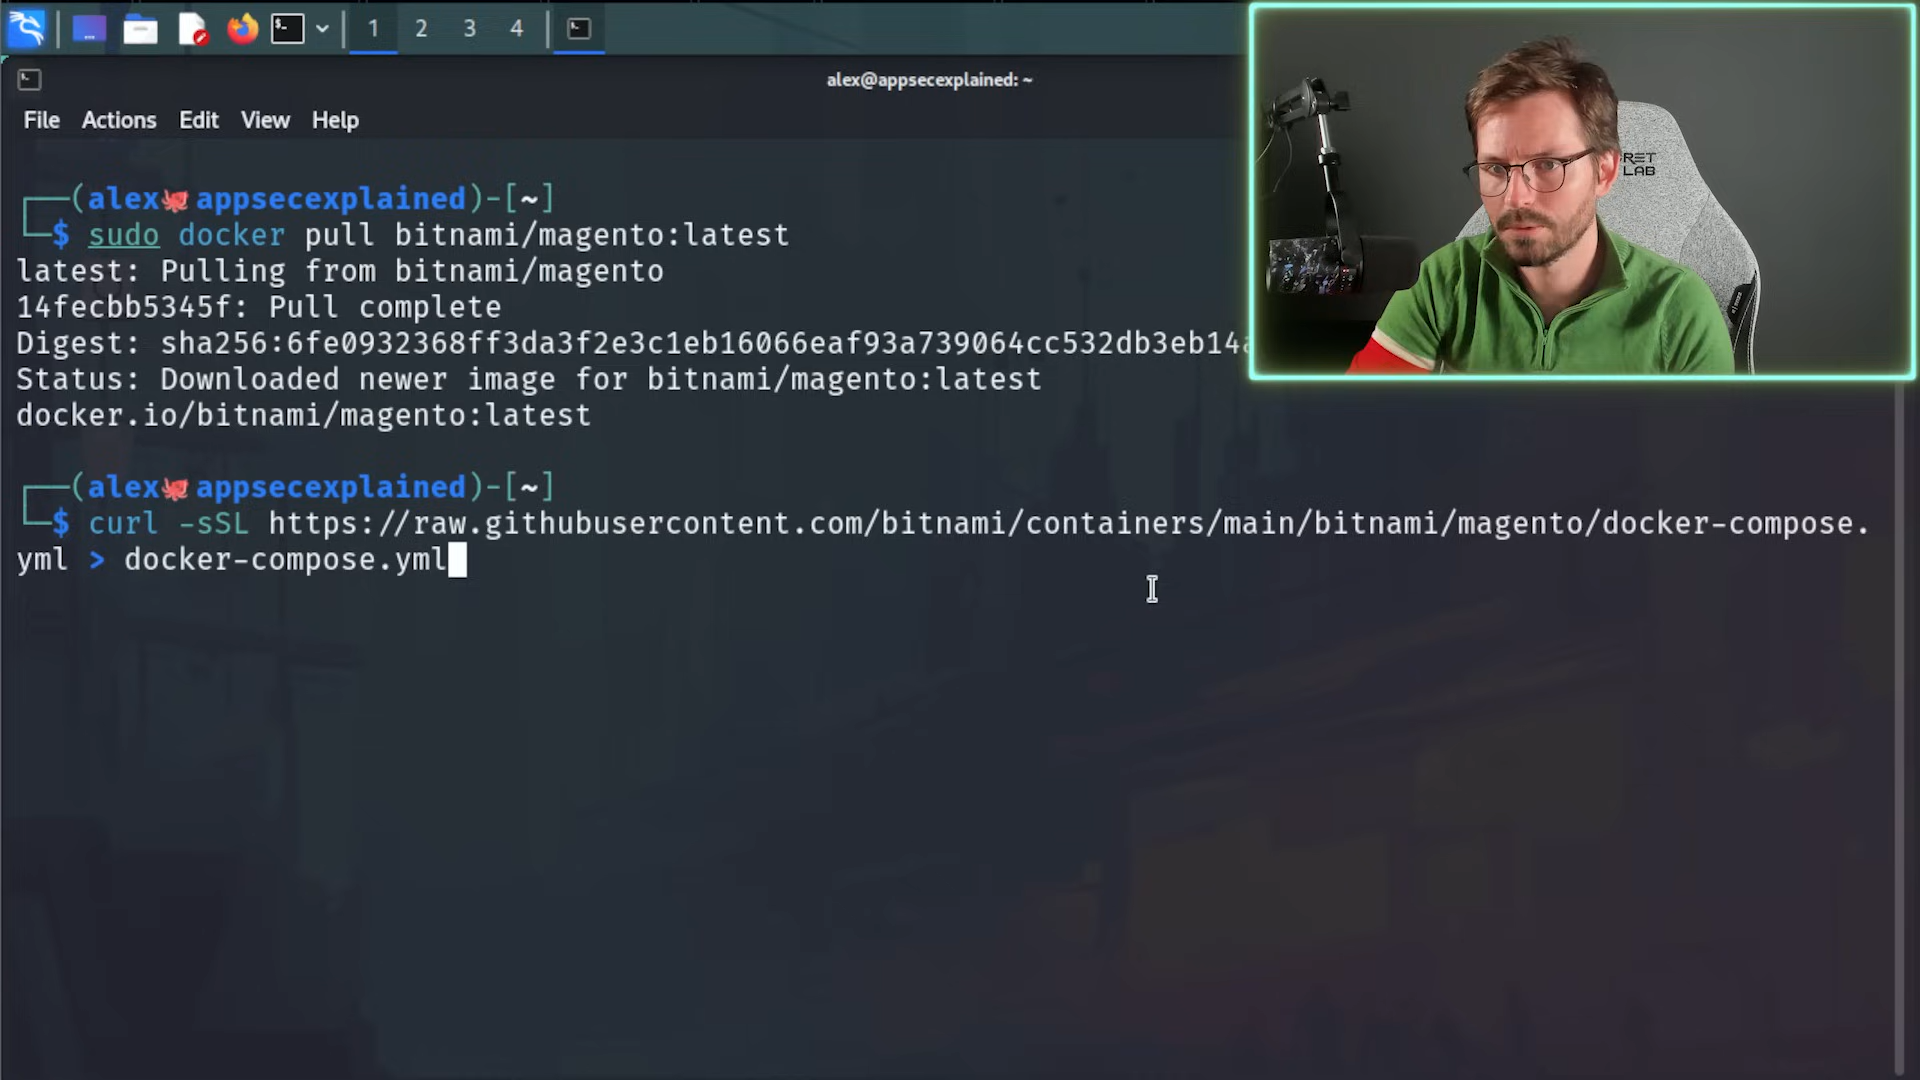 1 2 3 4
alex@appsecexplained: ~
File Actions Edit View Help
┌──(alex appsecexplained)-[~]
└─$ sudo docker pull bitnami/magento:latest
latest: Pulling from bitnami/magento
14fecbb5345f: Pull complete
Digest: sha256:6fe0932368ff3da3f2e3c1eb16066eaf93a739064cc532db3eb14
Status: Downloaded newer image for bitnami/magento:latest
docker.io/bitnami/magento:latest
┌──(alex appsecexplained)-[~]
└─$ curl -sSL https://raw.githubusercontent.com/bitnami/containers/main/bitnami/magento/docker-compose.
yml > docker-compose.yml
RET
LAB